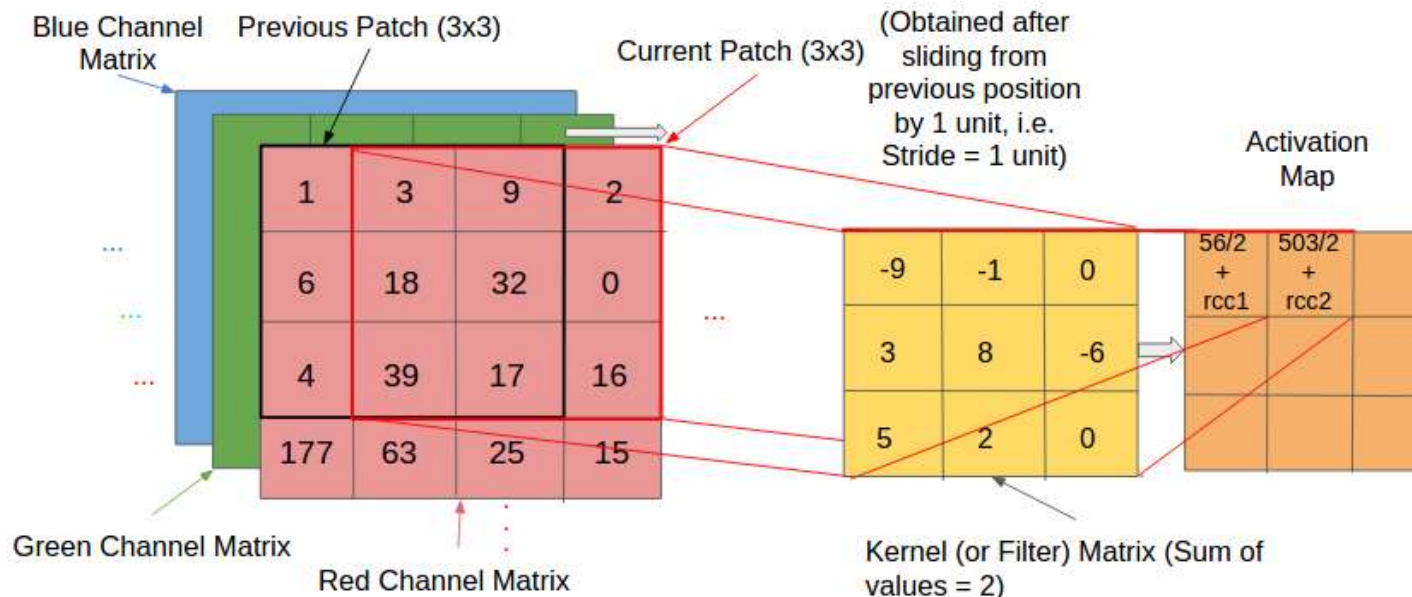 Blue Channel
Matrix
Previous Patch (3x3)
Current Patch (3x3)
(Obtained after
sliding from
previous position
by 1 unit, i.e.
Stride = 1 unit)
Activation
Map
1 3 9 2
6 18 32 0
4 39 17 16
177 63 25 15
...
...
...
...
-9 -1 0
3 8 -6
5 2 0
56/2 503/2
+ +
rcc1 rcc2
Green Channel Matrix
Red Channel Matrix
Kernel (or Filter) Matrix (Sum of
values = 2)